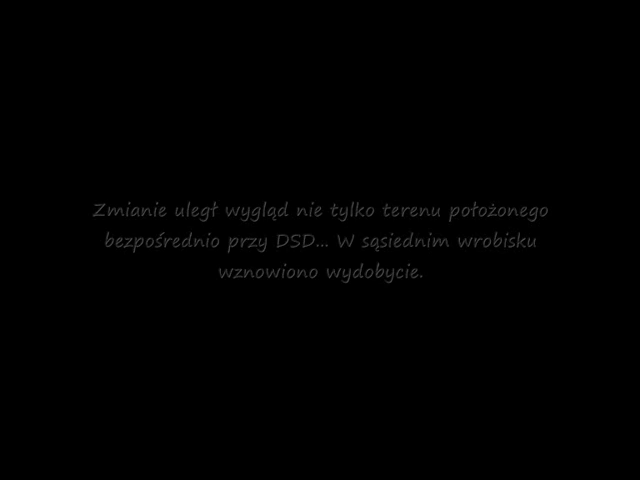 Zmianie uległ wygląd nie tylko terenu położonego
bezpośrednio przy DSD... W sąsiednim wrobisku
wznowiono wydobycie.